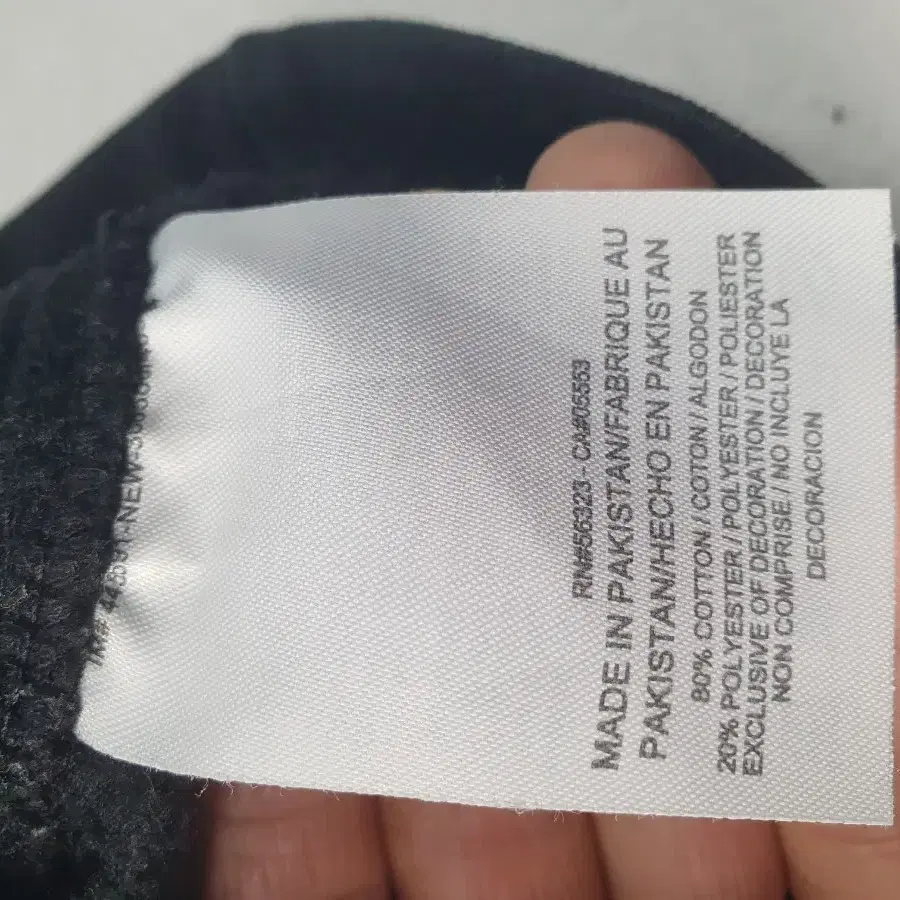 RN#56323 - CA#05553
MADE IN PAKISTAN/FABRIQUE AU
PAKISTAN/HECHO EN PAKISTAN
80% COTTON / COTON / ALGODON
20% POLYESTER / POLYESTER / POLIESTER
EXCLUSIVE OF DECORATION / DECORATION
NON COMPRISE / NO INCLUYE LA
DECORACION